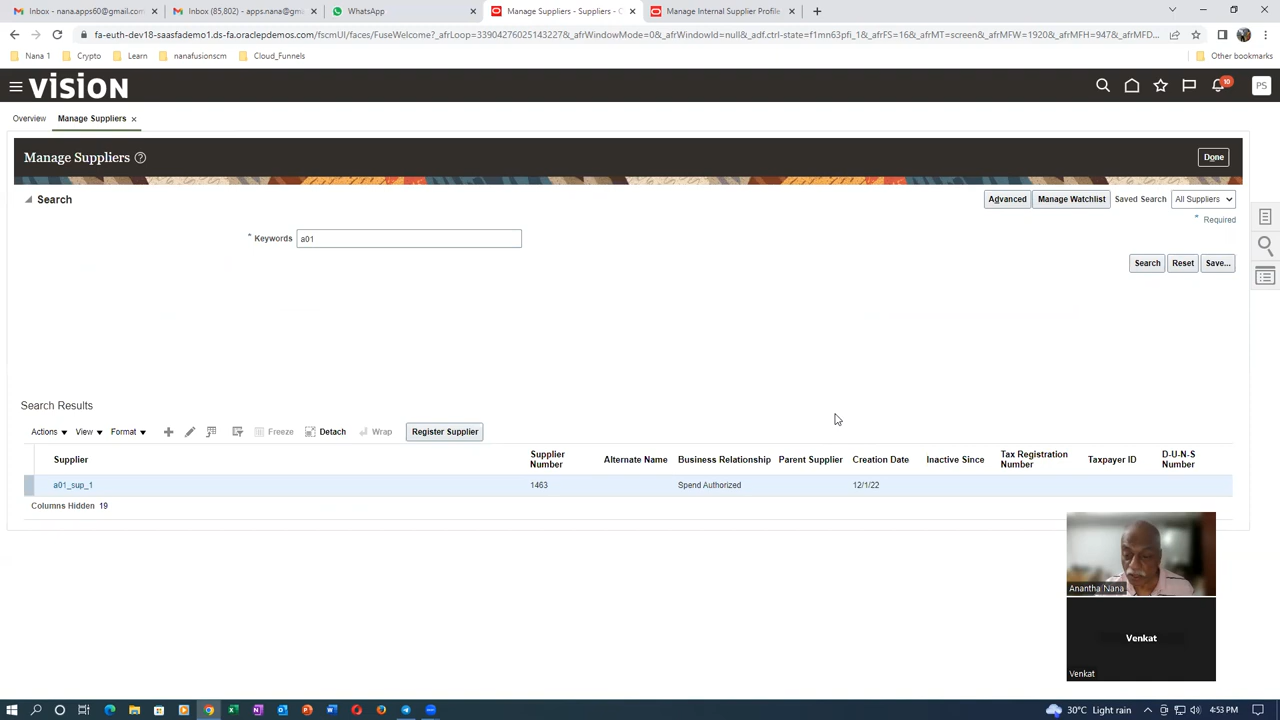 Inbox - nana.apps60@gmail.com
Inbox (85,802) - apps.nana@gma
WhatsApp
Manage Suppliers - Suppliers - O
Manage Internal Supplier Profile
fa-euth-dev18-saasfademo1.ds-fa.oraclepdemos.com/fscmUI/faces/FuseWelcome?_afrLoop=33904276025143227&_afrWindowMode=0&_afrWindowId=null&_adf.ctrl-state=f1mn63pfi_1&_afrFS=16&_afrMT=screen&_afrMFW=1920&_afrMFH=947&_afrMFD...
Nana 1
Crypto
Learn
nanafusionscm
Cloud_Funnels
Other bookmarks
VISION
10
PS
Overview
Manage Suppliers
Manage Suppliers
Done
Search
Advanced
Manage Watchlist
Saved Search
All Suppliers
* Required
* Keywords
a01
Search
Reset
Save...
Search Results
Actions
View
Format
Freeze
Detach
Wrap
Register Supplier
Supplier
Supplier Number
Alternate Name
Business Relationship
Parent Supplier
Creation Date
Inactive Since
Tax Registration Number
Taxpayer ID
D-U-N-S Number
a01_sup_1
1463
Spend Authorized
12/1/22
Columns Hidden 19
Anantha Nana
Venkat
Venkat
30°C Light rain
4:53 PM